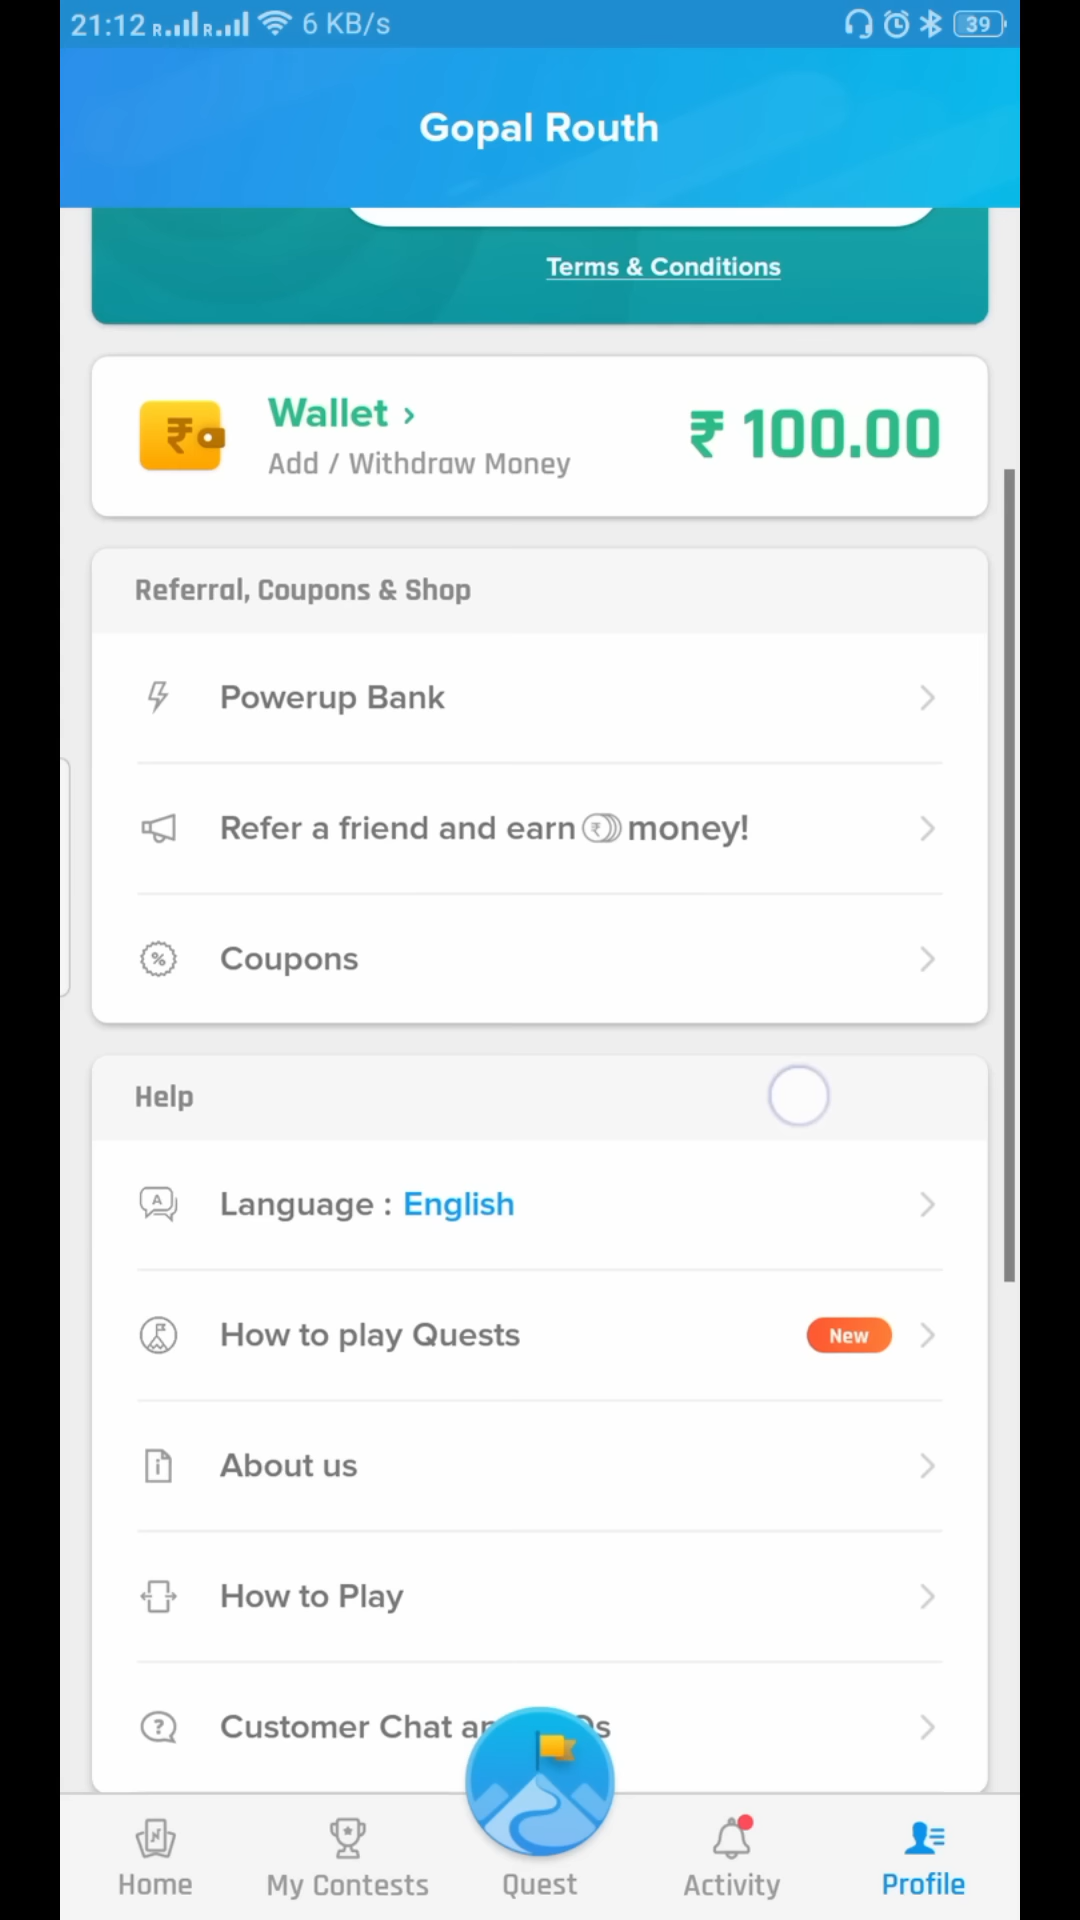 21:12 R R 6 KB/s 39
Gopal Routh
Terms & Conditions
Wallet ›
Add / Withdraw Money
₹ 100.00
Referral, Coupons & Shop
Powerup Bank
Refer a friend and earn ₹ money!
Coupons
Help
Language : English
How to play Quests New
About us
How to Play
Customer Chat
Home My Contests Quest Activity Profile